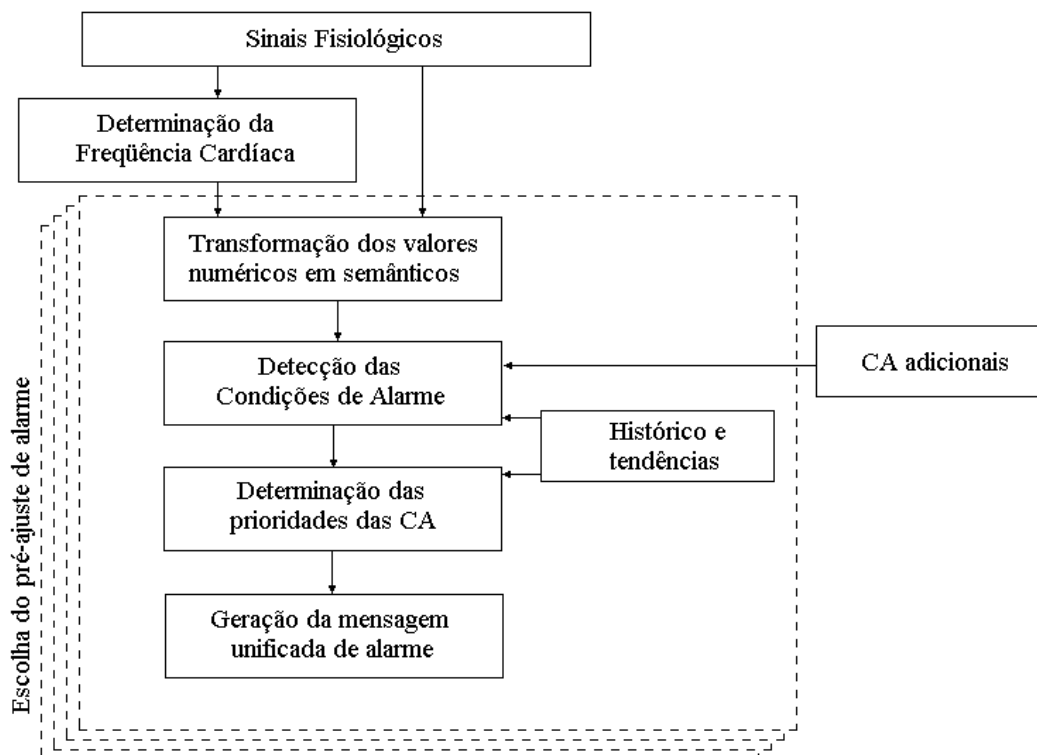 Sinais Fisiológicos
Determinação da
Freqüência Cardíaca
Transformação dos valores
numéricos em semânticos
Detecção das
Condições de Alarme
CA adicionais
Histórico e
tendências
Determinação das
prioridades das CA
Geração da mensagem
unificada de alarme
Escolha do pré-ajuste de alarme